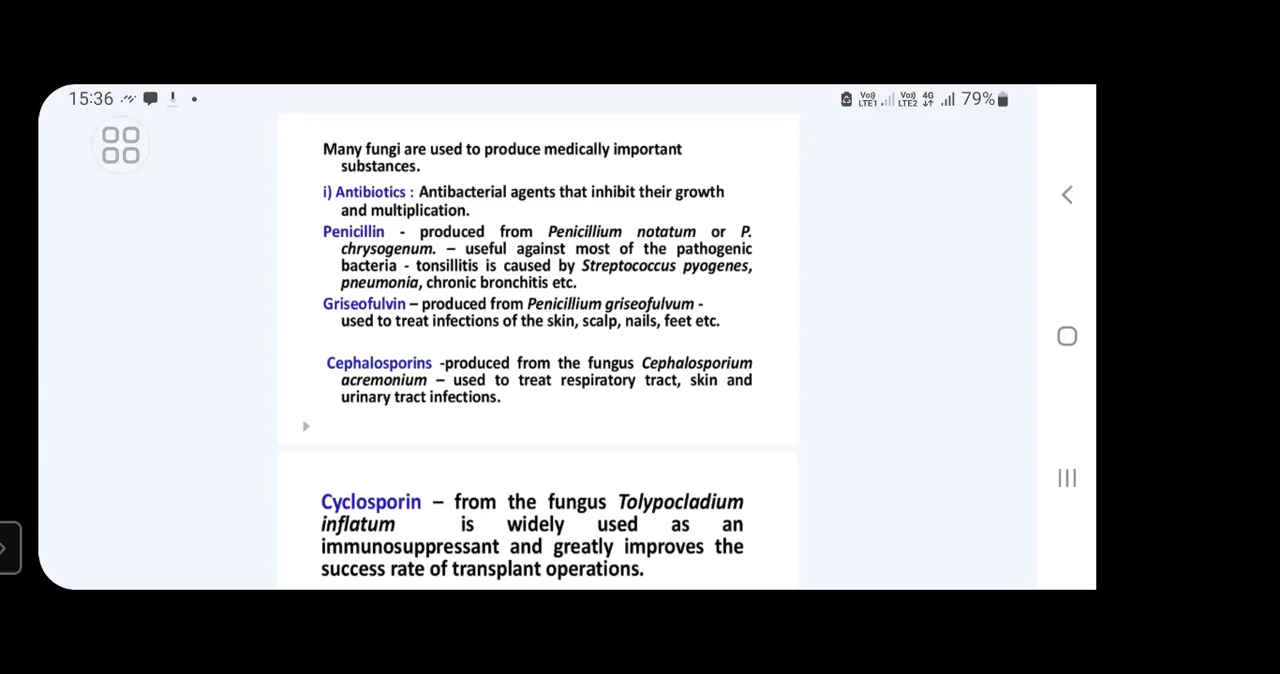 15:36
Vo)) LTE1 Vo)) LTE2 4G 79%
Many fungi are used to produce medically important
substances.
i) Antibiotics : Antibacterial agents that inhibit their growth
and multiplication.
Penicillin - produced from Penicillium notatum or P.
chrysogenum. – useful against most of the pathogenic
bacteria - tonsillitis is caused by Streptococcus pyogenes,
pneumonia, chronic bronchitis etc.
Griseofulvin – produced from Penicillium griseofulvum -
used to treat infections of the skin, scalp, nails, feet etc.
Cephalosporins -produced from the fungus Cephalosporium
acremonium – used to treat respiratory tract, skin and
urinary tract infections.
Cyclosporin – from the fungus Tolypocladium
inflatum is widely used as an
immunosuppressant and greatly improves the
success rate of transplant operations.